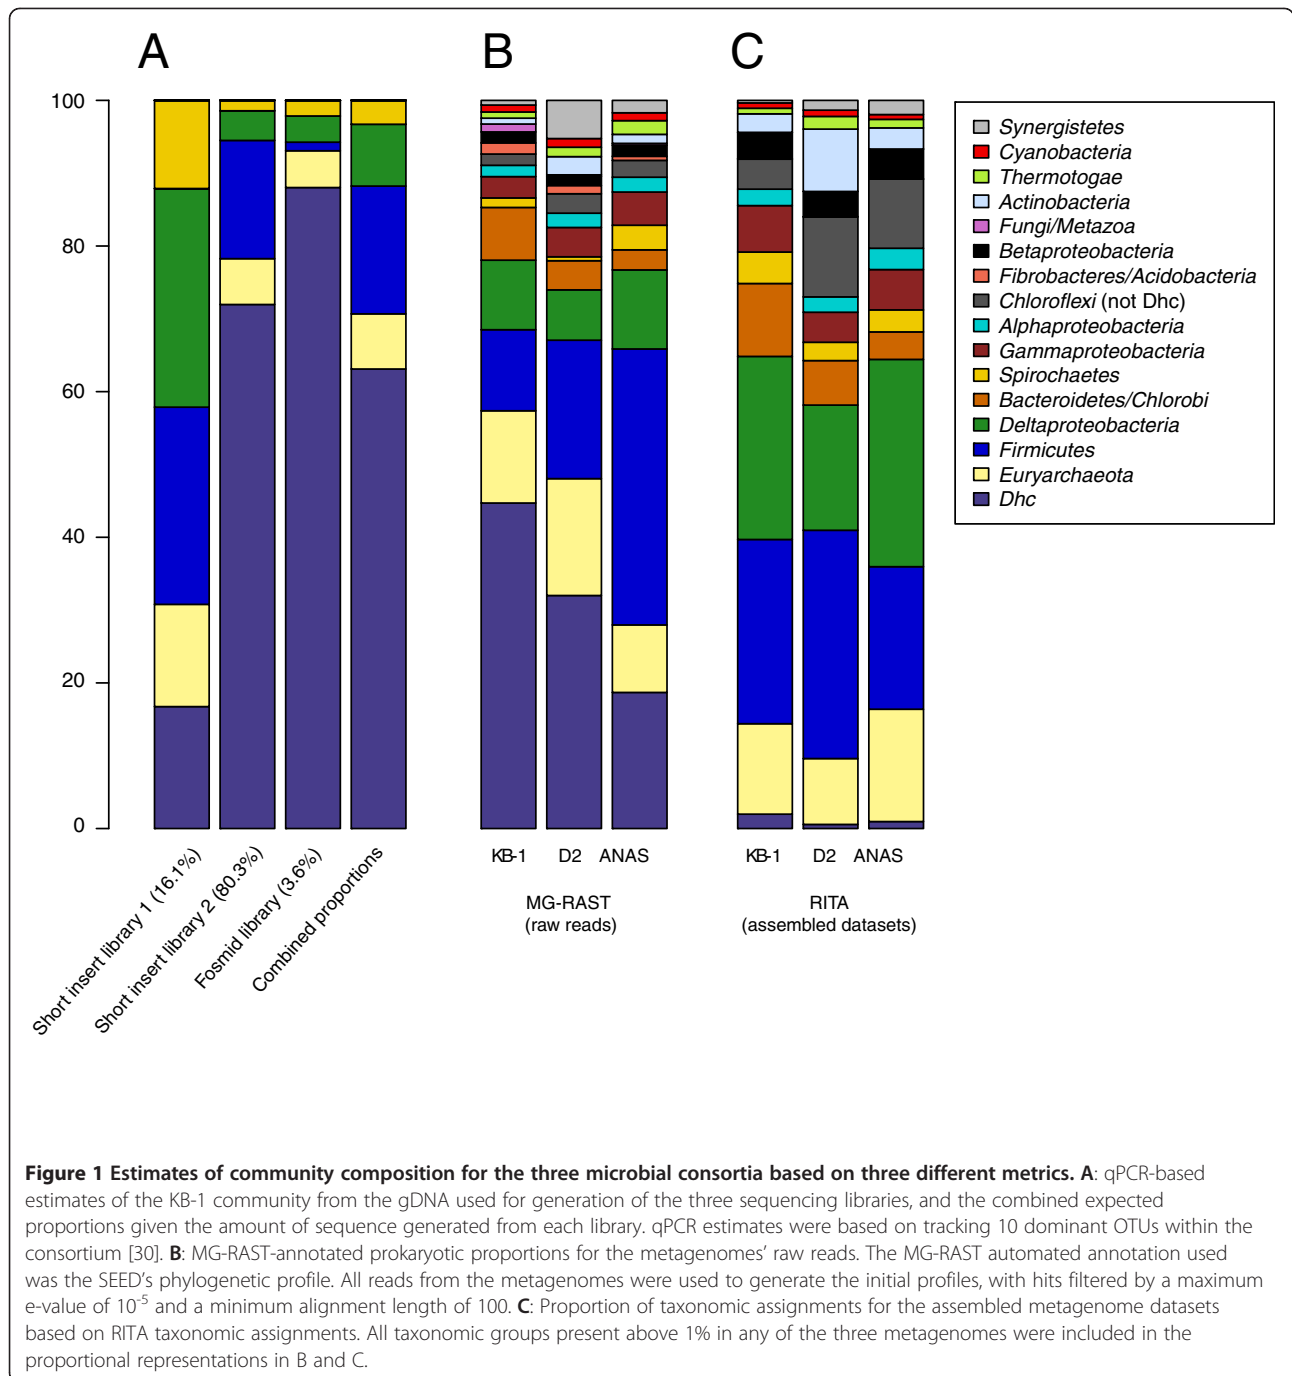 A
B
C
100
80
60
40
20
0
Short insert library 1 (16.1%)
Short insert library 2 (80.3%)
Fosmid library (3.6%)
Combined proportions
KB-1 D2 ANAS
MG-RAST
(raw reads)
KB-1 D2 ANAS
RITA
(assembled datasets)
Synergistetes
Cyanobacteria
Thermotogae
Actinobacteria
Fungi/Metazoa
Betaproteobacteria
Fibrobacteres/Acidobacteria
Chloroflexi (not Dhc)
Alphaproteobacteria
Gammaproteobacteria
Spirochaetes
Bacteroidetes/Chlorobi
Deltaproteobacteria
Firmicutes
Euryarchaeota
Dhc
Figure 1 Estimates of community composition for the three microbial consortia based on three different metrics. A: qPCR-based
estimates of the KB-1 community from the gDNA used for generation of the three sequencing libraries, and the combined expected
proportions given the amount of sequence generated from each library. qPCR estimates were based on tracking 10 dominant OTUs within the
consortium [30]. B: MG-RAST-annotated prokaryotic proportions for the metagenomes' raw reads. The MG-RAST automated annotation used
was the SEED's phylogenetic profile. All reads from the metagenomes were used to generate the initial profiles, with hits filtered by a maximum
e-value of 10⁻⁵ and a minimum alignment length of 100. C: Proportion of taxonomic assignments for the assembled metagenome datasets
based on RITA taxonomic assignments. All taxonomic groups present above 1% in any of the three metagenomes were included in the
proportional representations in B and C.